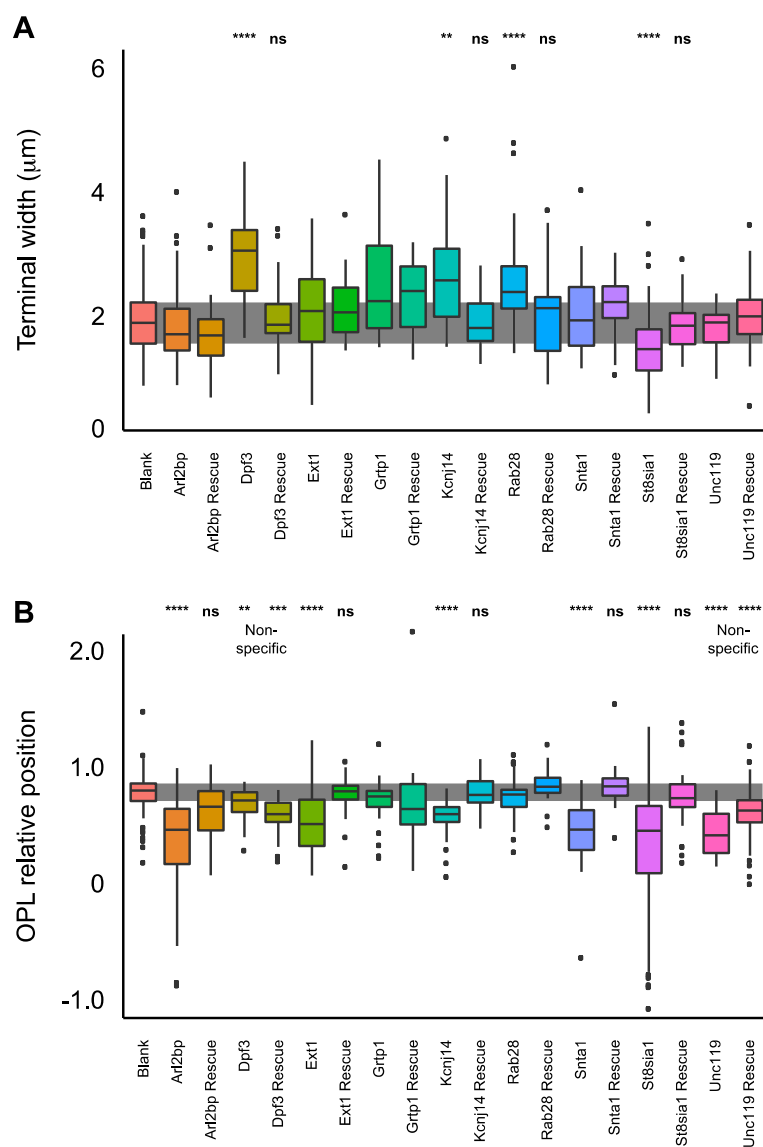 A
**** ns ** ns **** ns **** ns
6
4
2
0
Terminal width (μm)
Blank
Arl2bp
Arl2bp Rescue
Dpf3
Dpf3 Rescue
Ext1
Ext1 Rescue
Grtp1
Grtp1 Rescue
Kcnj14
Kcnj14 Rescue
Rab28
Rab28 Rescue
Snta1
Snta1 Rescue
St8sia1
St8sia1 Rescue
Unc119
Unc119 Rescue
B
**** ns ** *** **** ns **** ns **** ns **** ns **** ****
Non-
specific
Non-
specific
2.0
1.0
0
-1.0
OPL relative position
Blank
Arl2bp
Arl2bp Rescue
Dpf3
Dpf3 Rescue
Ext1
Ext1 Rescue
Grtp1
Grtp1 Rescue
Kcnj14
Kcnj14 Rescue
Rab28
Rab28 Rescue
Snta1
Snta1 Rescue
St8sia1
St8sia1 Rescue
Unc119
Unc119 Rescue